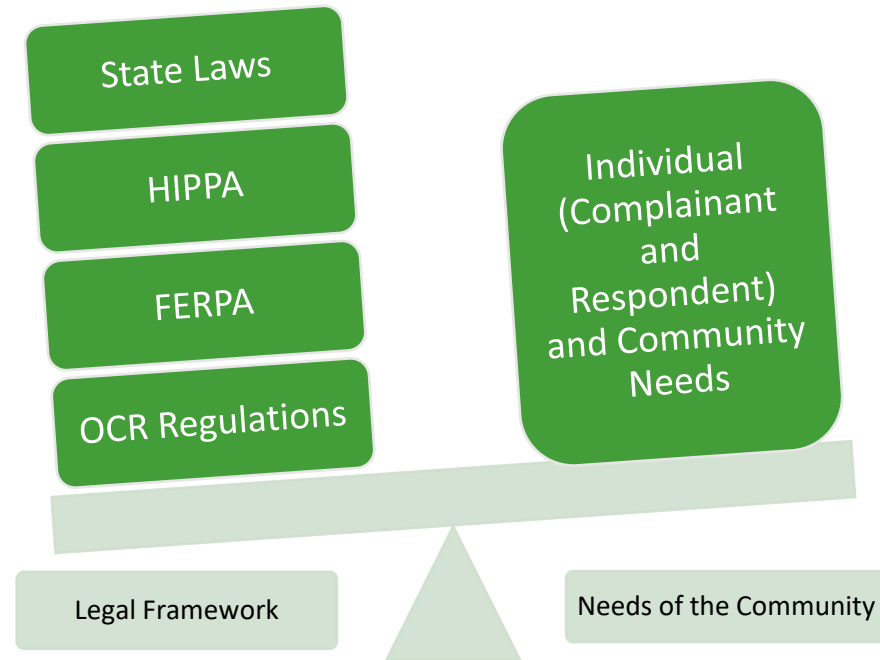 State Laws
HIPPA
FERPA
OCR Regulations
Individual
(Complainant
and
Respondent)
and Community
Needs
Legal Framework
Needs of the Community